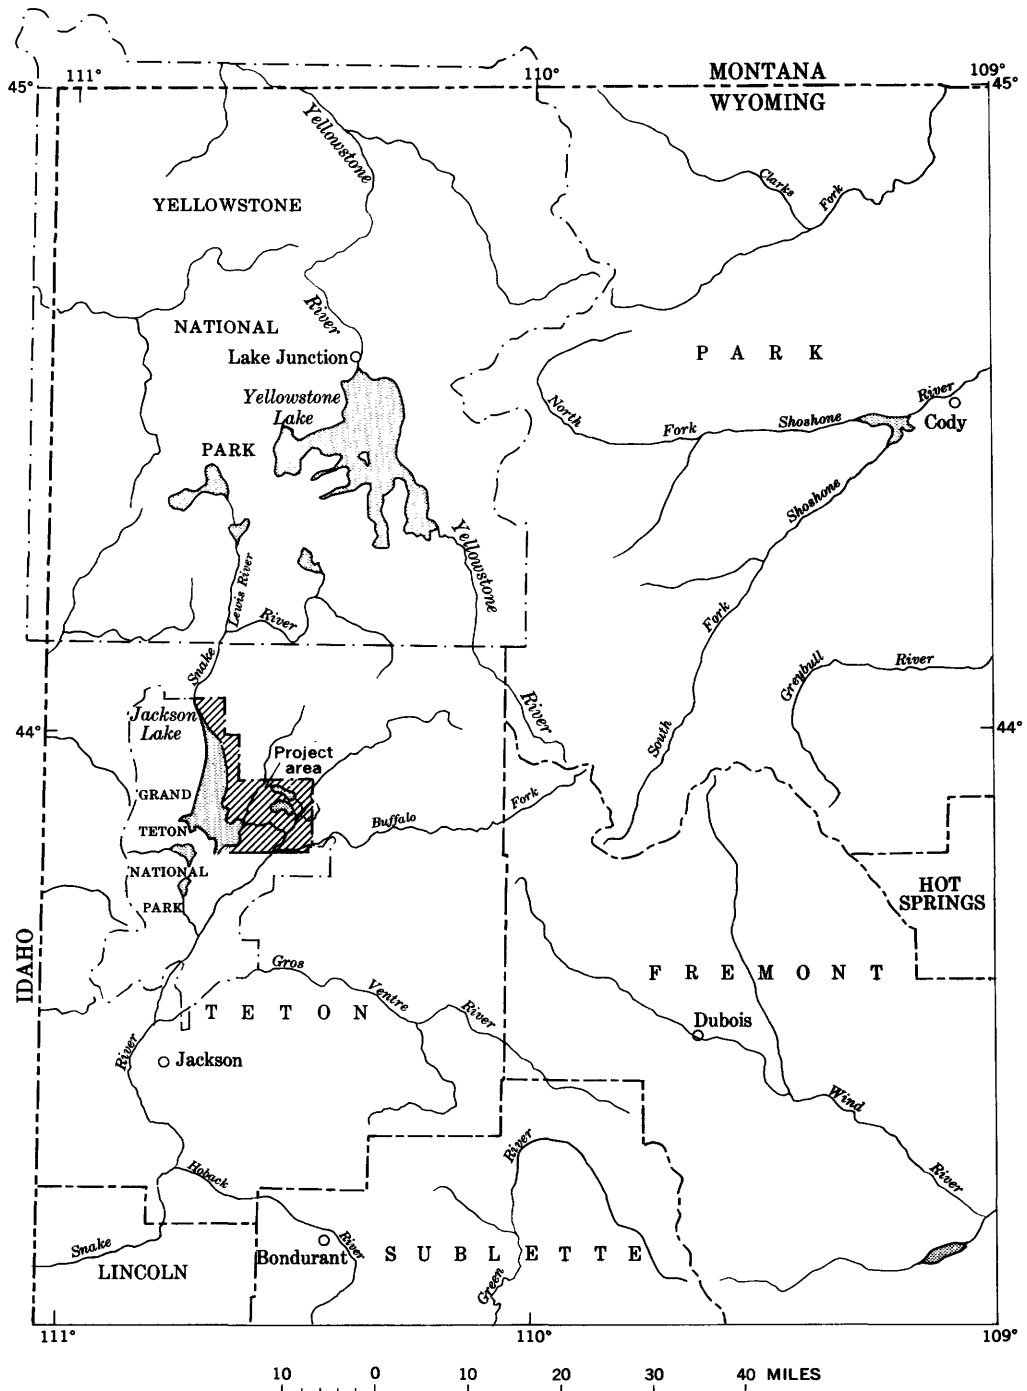 111°
110°
109°
45°
45°
MONTANA
WYOMING
Yellowstone
Clarks
Fork
YELLOWSTONE
River
NATIONAL
Lake Junction
PARK
Yellowstone
Lake
North
Fork
Shoshone
River
Cody
PARK
Shoshone
Yellowstone
Lewis River
River
Fork
Snake
Greybull
River
Jackson
Lake
River
South
44°
44°
Project
area
GRAND
Fork
Buffalo
TETON
NATIONAL
HOT
SPRINGS
PARK
IDAHO
Gros
FREMONT
Ventre
River
TETON
Dubois
River
Jackson
Wind
River
River
Hoback
Snake
River
Bondurant
SUBLETTE
LINCOLN
Green
111°
110°
109°
10 0 10 20 30 40 MILES